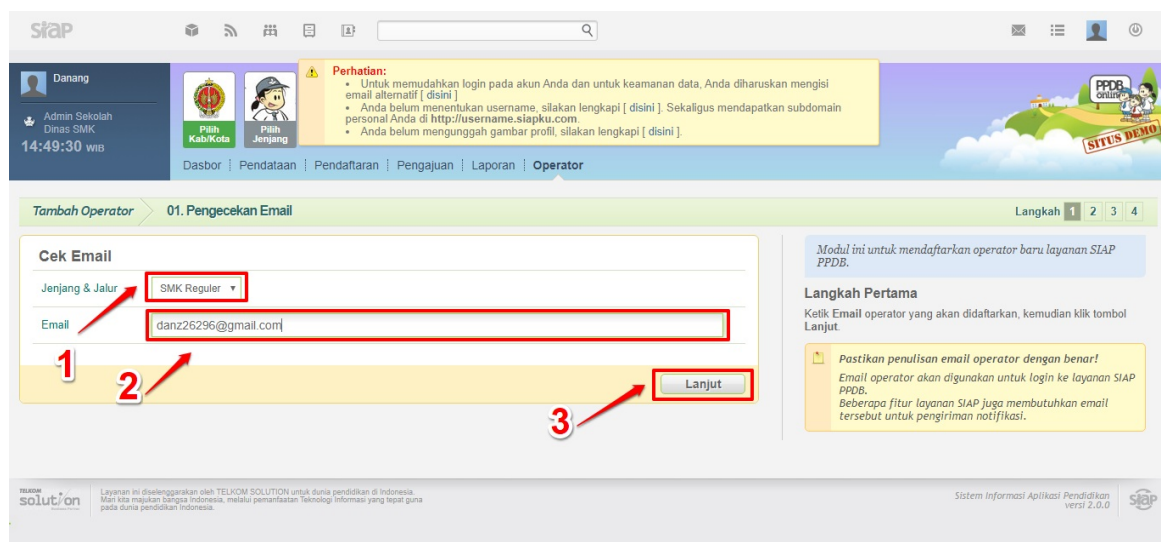 siap
Danang
Admin Sekolah
Dinas SMK
14:49:30 WIB
Pilih
Kab/Kota
Pilih
Jenjang
Perhatian:
• Untuk memudahkan login pada akun Anda dan untuk keamanan data, Anda diharuskan mengisi
email alternatif [ disini ]
• Anda belum menentukan username, silakan lengkapi [ disini ]. Sekaligus mendapatkan subdomain
personal Anda di http://username.siapku.com.
• Anda belum mengunggah gambar profil, silakan lengkapi [ disini ].
PPDB
online
SITUS DEMO
Dasbor Pendataan Pendaftaran Pengajuan Laporan Operator
Tambah Operator 01. Pengecekan Email Langkah 1 2 3 4
Cek Email
Jenjang & Jalur SMK Reguler
Email danz26296@gmail.com
1
2
3
Lanjut
Modul ini untuk mendaftarkan operator baru layanan SIAP
PPDB.
Langkah Pertama
Ketik Email operator yang akan didaftarkan, kemudian klik tombol
Lanjut.
Pastikan penulisan email operator dengan benar!
Email operator akan digunakan untuk login ke layanan SIAP
PPDB.
Beberapa fitur layanan SIAP juga membutuhkan email
tersebut untuk pengiriman notifikasi.
TELKOM
solution
Layanan ini diselenggarakan oleh TELKOM SOLUTION untuk dunia pendidikan di Indonesia.
Mari kita majukan bangsa Indonesia, melalui pemanfaatan Teknologi Informasi yang tepat guna
pada dunia pendidikan Indonesia.
Sistem Informasi Aplikasi Pendidikan
versi 2.0.0
siap